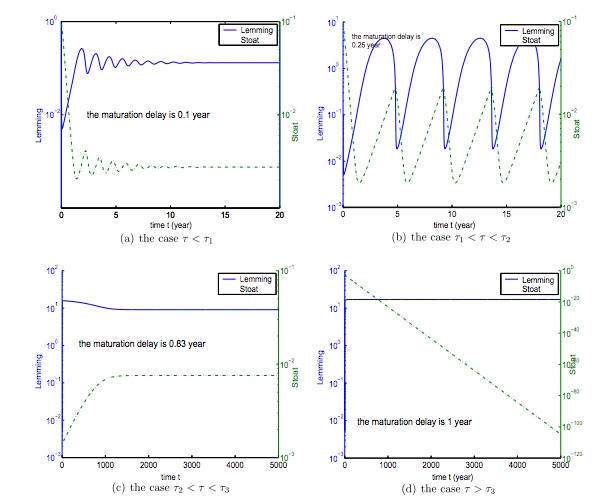 10^0
10^-1
Lemming
Stoat
Lemming
10^-2
the maturation delay is 0.1 year
10^-2
Stoat
10^-3
0 5 10 15 20
time t (year)
(a) the case τ < τ1
10^1
10^-1
the maturation delay is
0.25 year
Lemming
Stoat
10^0
Lemming
10^-1
10^-2
Stoat
10^-2
10^-3
10^-3
0 5 10 15 20
time t (year)
(b) the case τ1 < τ < τ2
10^2
10^-1
Lemming
Stoat
10^1
the maturation delay is 0.83 year
10^0
Lemming
10^-2
Stoat
10^-1
10^-2
10^-3
10^-3
0 1000 2000 3000 4000 5000
time t
(c) the case τ2 < τ < τ3
10^2
10^0
Lemming
Stoat
10^1
10^-20
10^-40
10^0
Lemming
10^-60
Stoat
10^-1
10^-80
the maturation delay is 1 year
10^-2
10^-100
10^-3
10^-120
0 1000 2000 3000 4000 5000
time t (year)
(d) the case τ > τ3